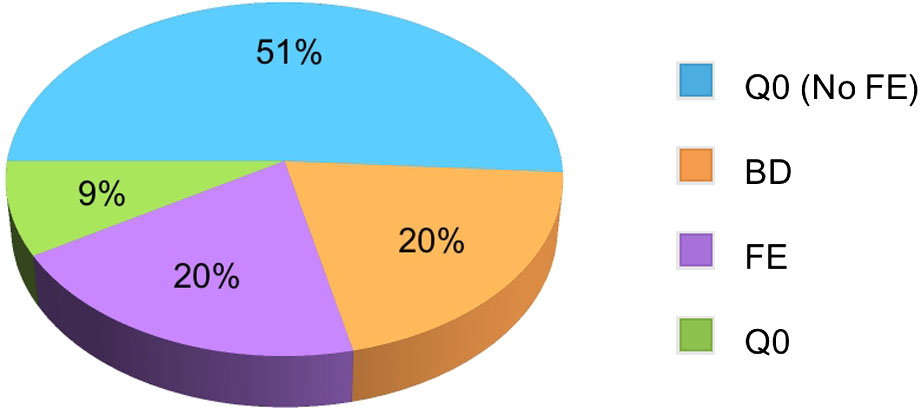 51%
9%
20%
20%
Q0 (No FE)
BD
FE
Q0